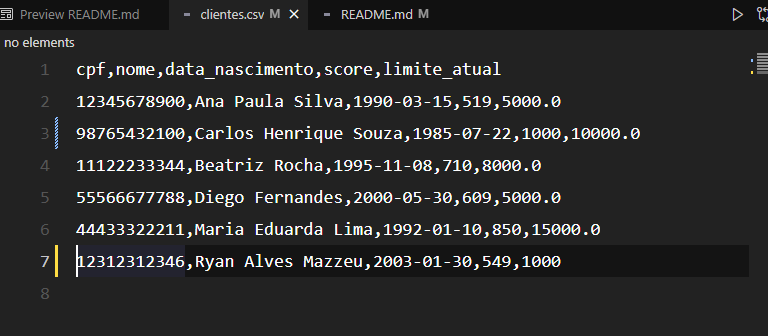 Preview README.md clientes.csv M README.md M
no elements
1 cpf,nome,data_nascimento,score,limite_atual
2 12345678900,Ana Paula Silva,1990-03-15,519,5000.0
3 98765432100,Carlos Henrique Souza,1985-07-22,1000,10000.0
4 11122233344,Beatriz Rocha,1995-11-08,710,8000.0
5 55566677788,Diego Fernandes,2000-05-30,609,5000.0
6 44433322211,Maria Eduarda Lima,1992-01-10,850,15000.0
7 12312312346,Ryan Alves Mazzeu,2003-01-30,549,1000
8